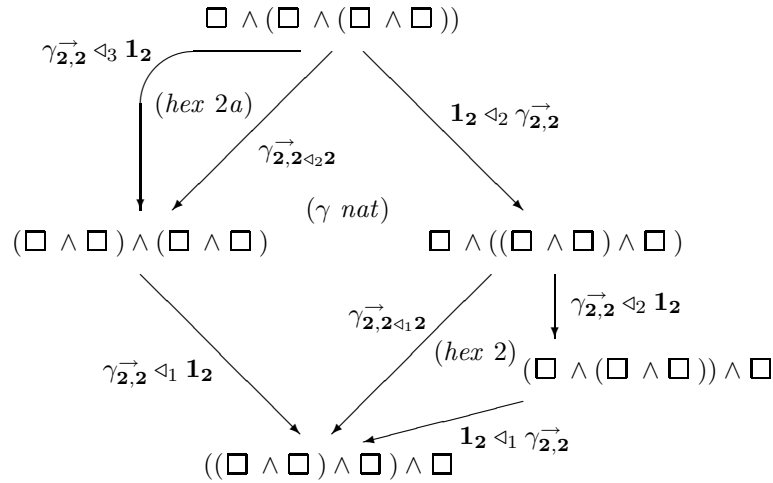 □ ∧ (□ ∧ (□ ∧ □))
γ→2,2 ◁3 12
(hex 2a)
12 ◁2 γ→2,2
γ→2,2◁22
(γ nat)
(□ ∧ □) ∧ (□ ∧ □) □ ∧ ((□ ∧ □) ∧ □)
γ→2,2◁12 γ→2,2 ◁2 12
(hex 2)
γ→2,2 ◁1 12 (□ ∧ (□ ∧ □)) ∧ □
12 ◁1 γ→2,2
((□ ∧ □) ∧ □) ∧ □